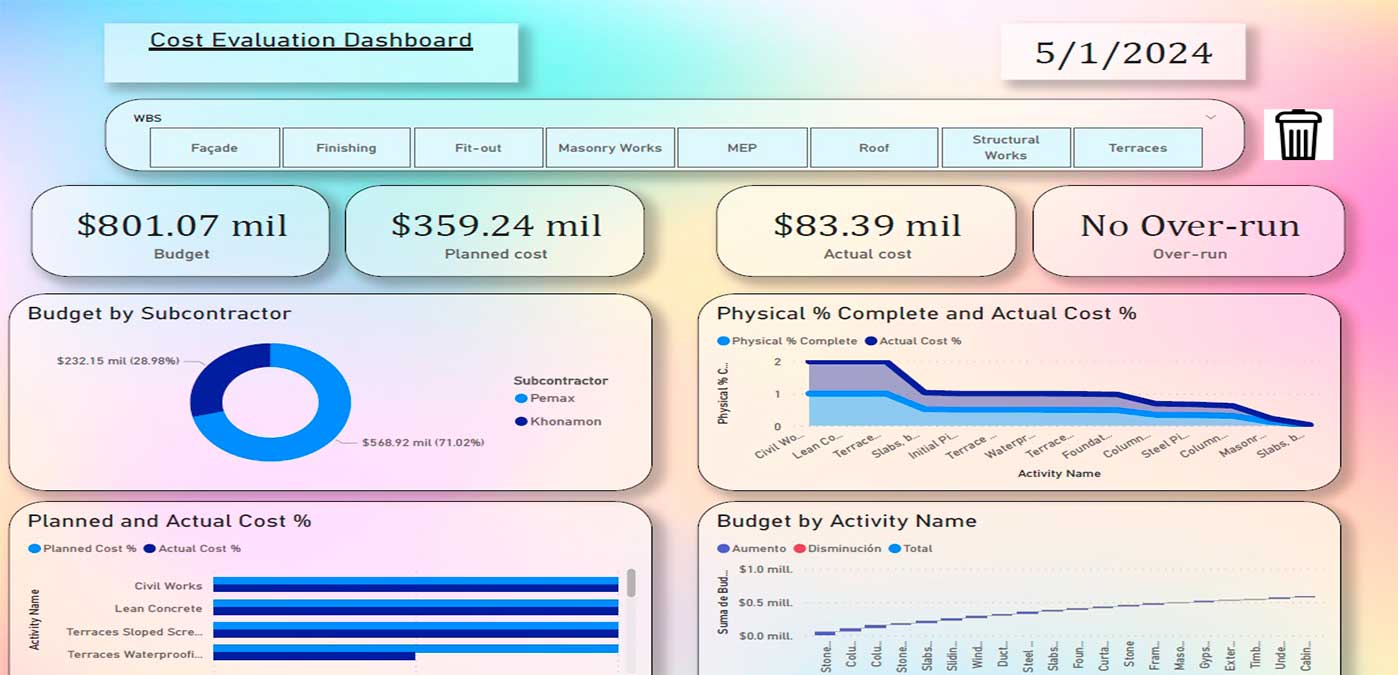 Cost Evaluation Dashboard
5/1/2024
WBS
Façade
Finishing
Fit-out
Masonry Works
MEP
Roof
Structural
Works
Terraces
$801.07 mil
Budget
$359.24 mil
Planned cost
$83.39 mil
Actual cost
No Over-run
Over-run
Budget by Subcontractor
$232.15 mil (28.98%)
$568.92 mil (71.02%)
Subcontractor
Pemax
Khonamon
Physical % Complete and Actual Cost %
Physical % Complete
Actual Cost %
Physical % C...
2
1
0
Civil Wo...
Lean Co...
Terrace...
Slabs, b...
Initial Pi...
Terrace ...
Waterpr...
Terrace...
Foundat...
Column...
Steel Pi...
Column...
Masonr...
Slabs, b...
Activity Name
Planned and Actual Cost %
Planned Cost %
Actual Cost %
Activity Name
Civil Works
Lean Concrete
Terraces Sloped Scre...
Terraces Waterproofi...
Budget by Activity Name
Aumento
Disminución
Total
Suma de Bud...
$1.0 mill.
$0.5 mill.
$0.0 mill.
Stone...
Colu...
Colu...
Stone...
Slabs...
Slidin...
Wind...
Duct...
Steel ...
Slabs...
Foun...
Curta...
Stone
Fram...
Maso...
Gyps...
Exter...
Timb...
Unde...
Cabin...